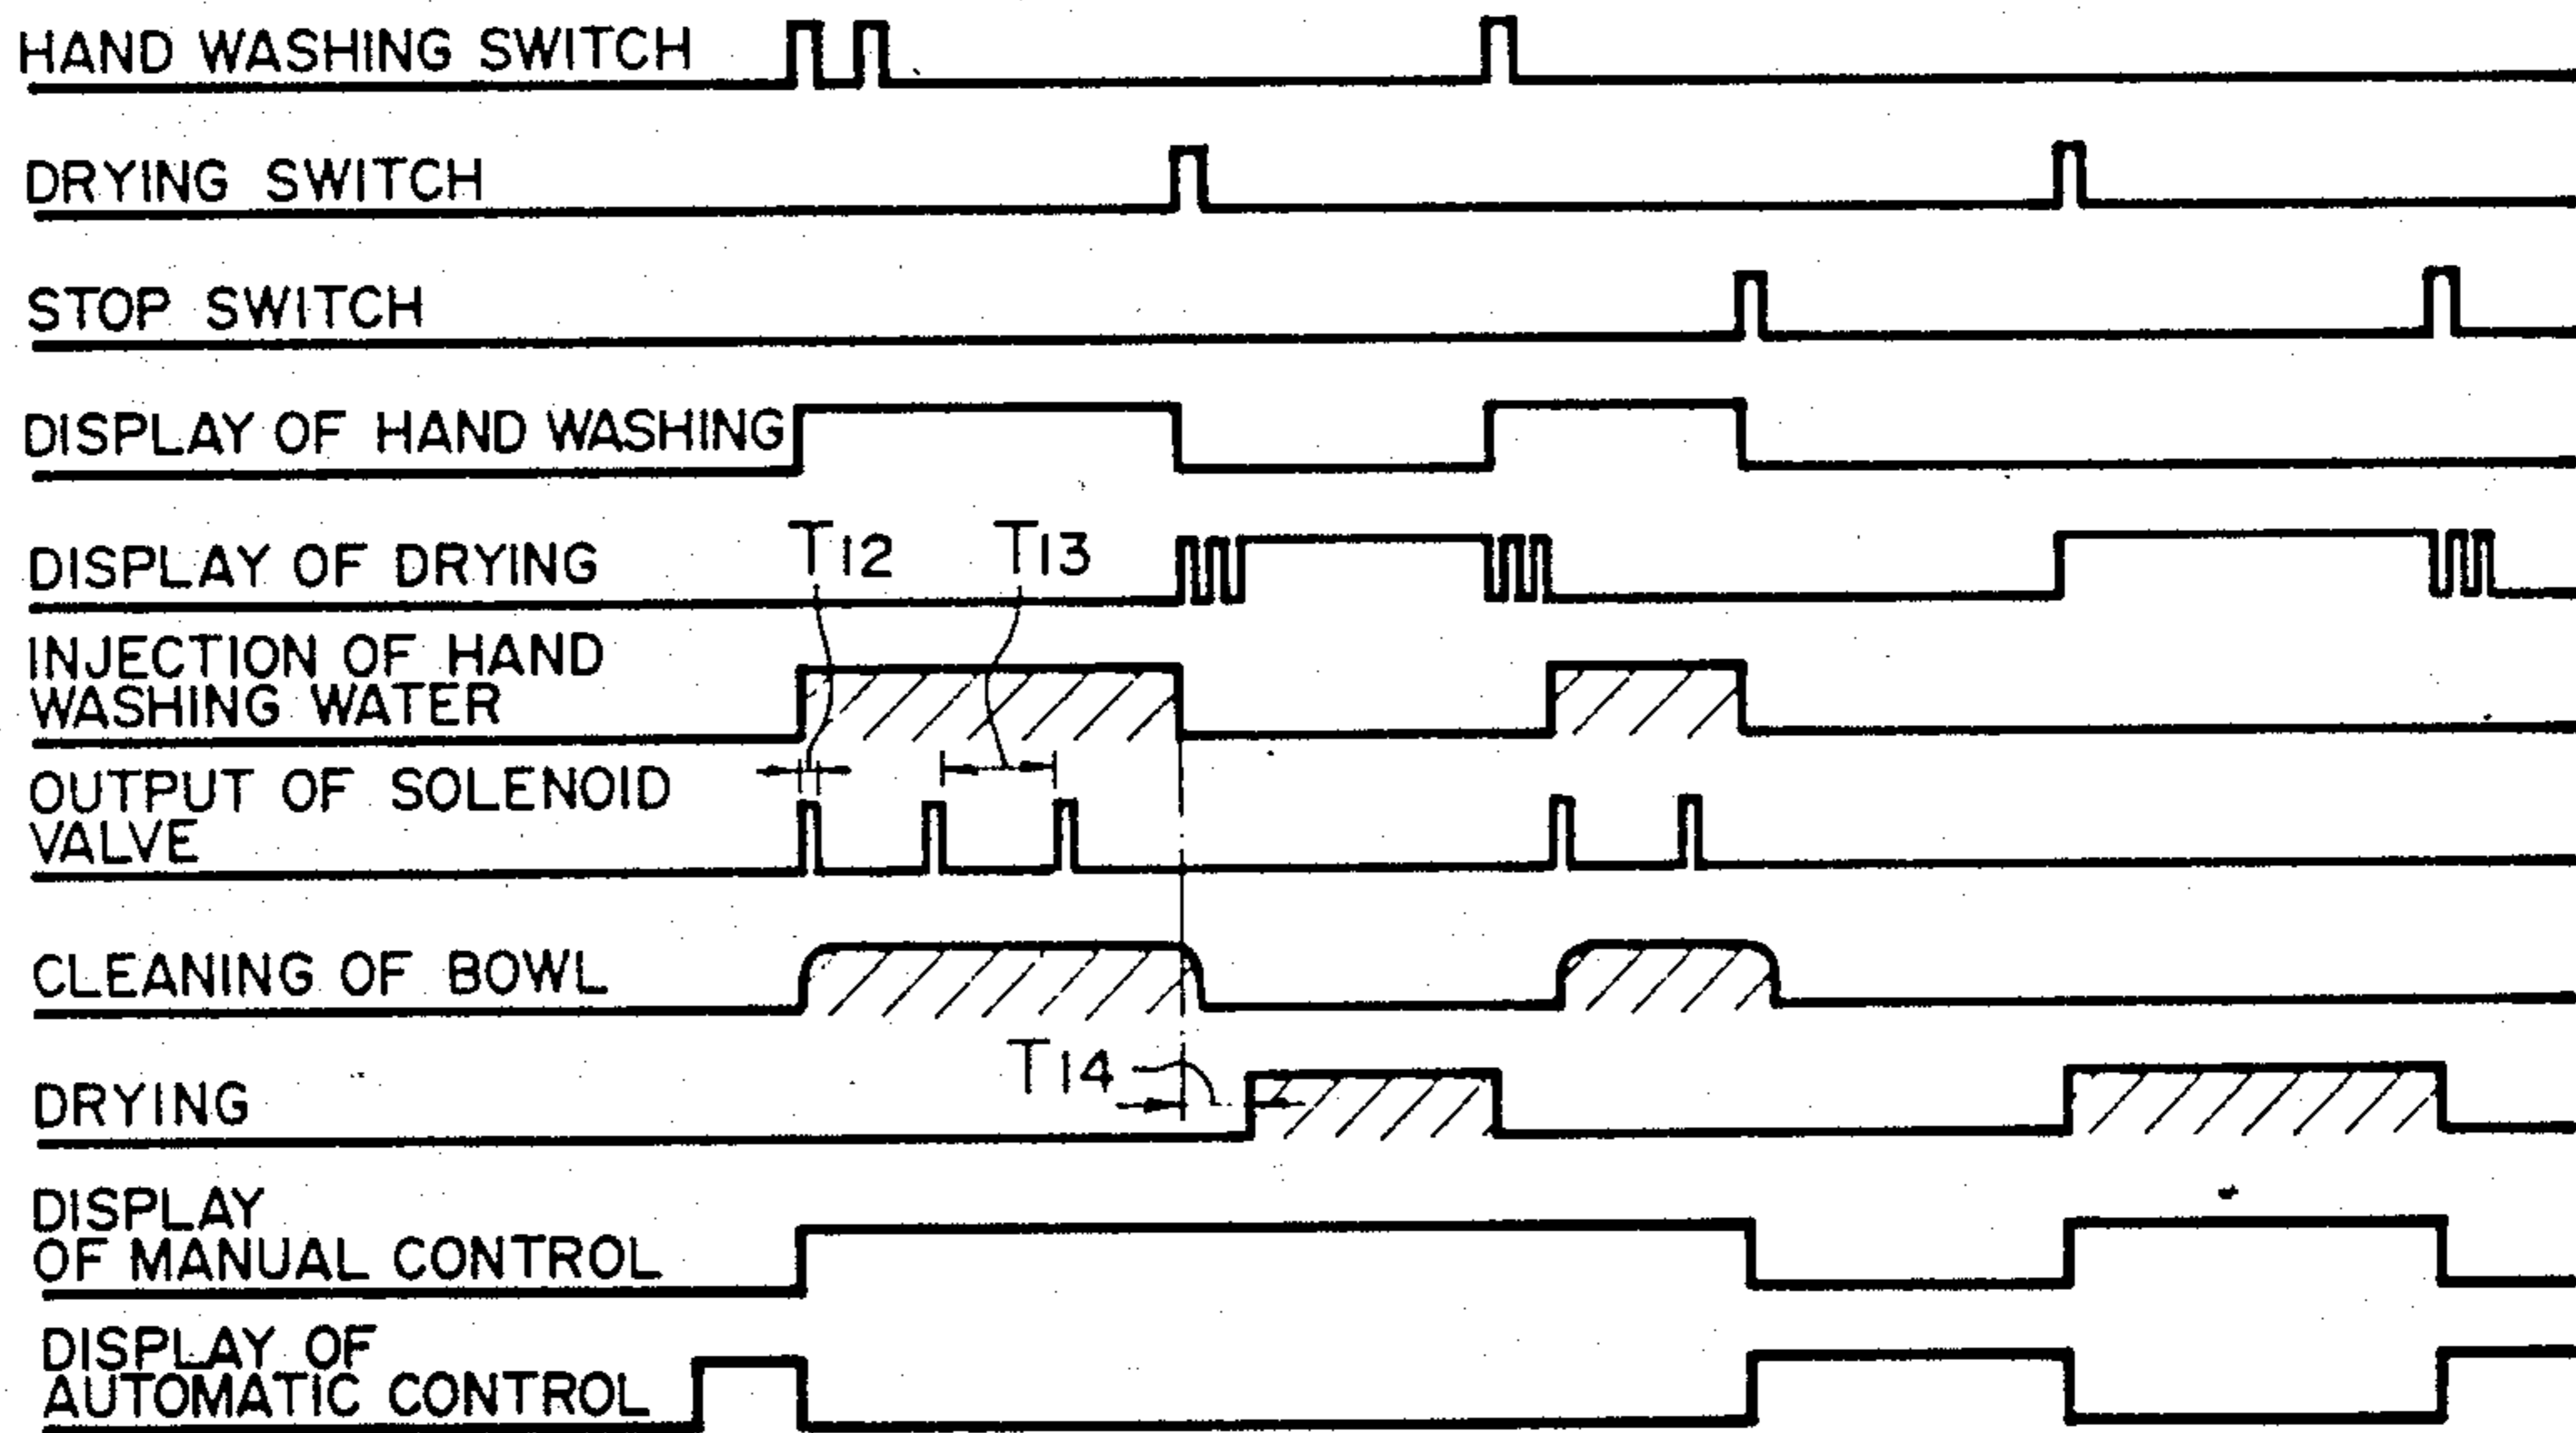 HAND WASHING SWITCH
DRYING SWITCH
STOP SWITCH
DISPLAY OF HAND WASHING
T12 T13
DISPLAY OF DRYING
INJECTION OF HAND
WASHING WATER
OUTPUT OF SOLENOID
VALVE
CLEANING OF BOWL
T14
DRYING
DISPLAY
OF MANUAL CONTROL
DISPLAY OF
AUTOMATIC CONTROL